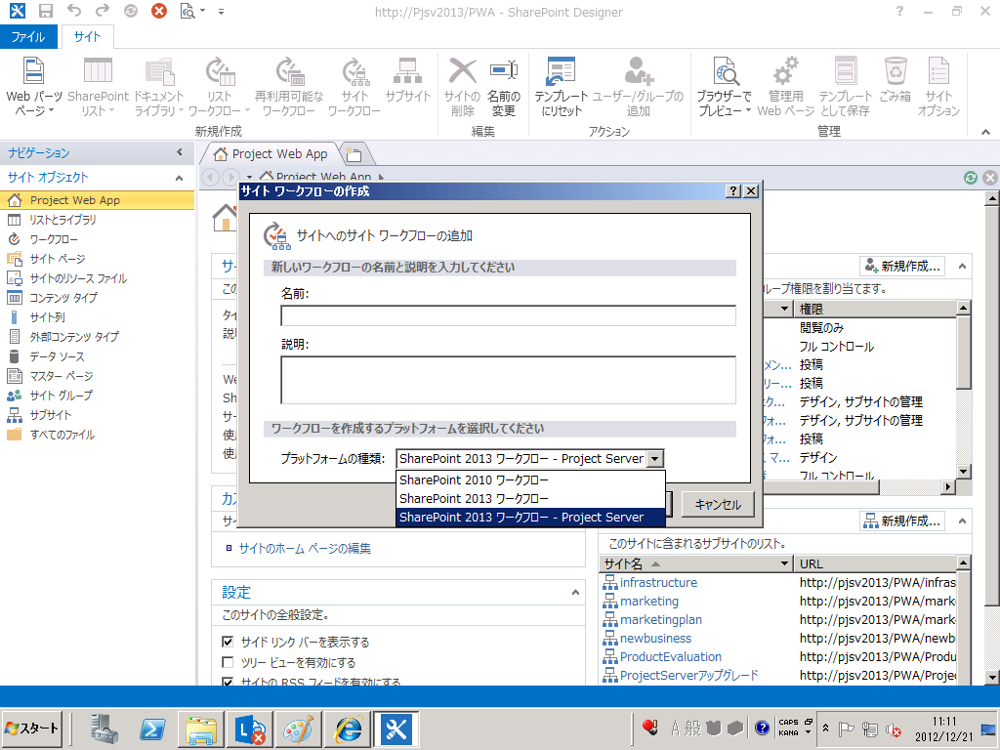 http://Pjsv2013/PWA - SharePoint Designer
ファイル サイト
Web パーツ ページ
SharePoint リスト
ドキュメント ライブラリ
リスト ワークフロー
再利用可能な ワークフロー
サイト ワークフロー
サブサイト
サイトの 削除
名前の 変更
テンプレート にリセット
ユーザー/グループの 追加
ブラウザーで プレビュー
管理用 Web ページ
テンプレート として保存
ごみ箱
サイト オプション
新規作成 編集 アクション 管理
ナビゲーション
サイト オブジェクト
Project Web App
リストとライブラリ
ワークフロー
サイト ページ
サイトのリソース ファイル
コンテンツ タイプ
サイト列
外部コンテンツ タイプ
データ ソース
マスター ページ
サイト グループ
サブサイト
すべてのファイル
Project Web App
Project Web App
サイト ワークフローの作成
サイトへのサイト ワークフローの追加
新しいワークフローの名前と説明を入力してください
名前:
説明:
ワークフローを作成するプラットフォームを選択してください
プラットフォームの種類: SharePoint 2013 ワークフロー - Project Server
SharePoint 2010 ワークフロー
SharePoint 2013 ワークフロー
SharePoint 2013 ワークフロー - Project Server
キャンセル
新規作成...
ループ権限を割り当てます。
権限
閲覧のみ
フル コントロール
メン... 投稿
リー... 投稿
ェク... デザイン, サブサイトの管理
フォ... デザイン, サブサイトの管理
フォ... 投稿
ス マ... デザイン
フル コントロール
サイトのホーム ページの編集
設定
このサイトの全般設定。
サイド リンク バーを表示する
ツリー ビューを有効にする
サイトの RSS フィードを有効にする
新規作成...
このサイトに含まれるサブサイトのリスト。
サイト名 URL
infrastructure http://pjsv2013/PWA/infras
marketing http://pjsv2013/PWA/mark
marketingplan http://pjsv2013/PWA/mark
newbusiness http://pjsv2013/PWA/newb
ProductEvaluation http://pjsv2013/PWA/Produ
ProjectServerアップグレード http://pjsv2013/PWA/Proje
スタート
A 般
CAPS
KANA
11:11
2012/12/21